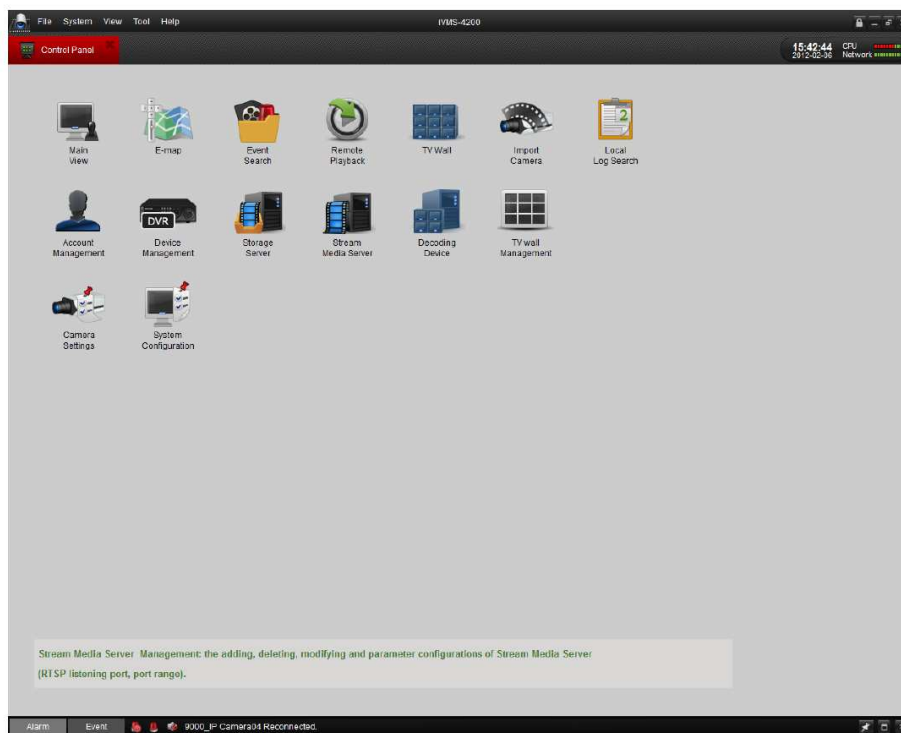 File System View Tool Help
iVMS-4200
Control Panel
15:42:44
2012-02-06
CPU
Network
Main
View
E-map
Event
Search
Remote
Playback
TV Wall
Import
Camera
2
Local
Log Search
Account
Management
DVR
Device
Management
Storage
Server
Stream
Media Server
Decoding
Device
TV wall
Management
Camera
Settings
System
Configuration
Stream Media Server Management: the adding, deleting, modifying and parameter configurations of Stream Media Server
(RTSP listening port, port range).
Alarm Event 9000_IP Camera04 Reconnected.